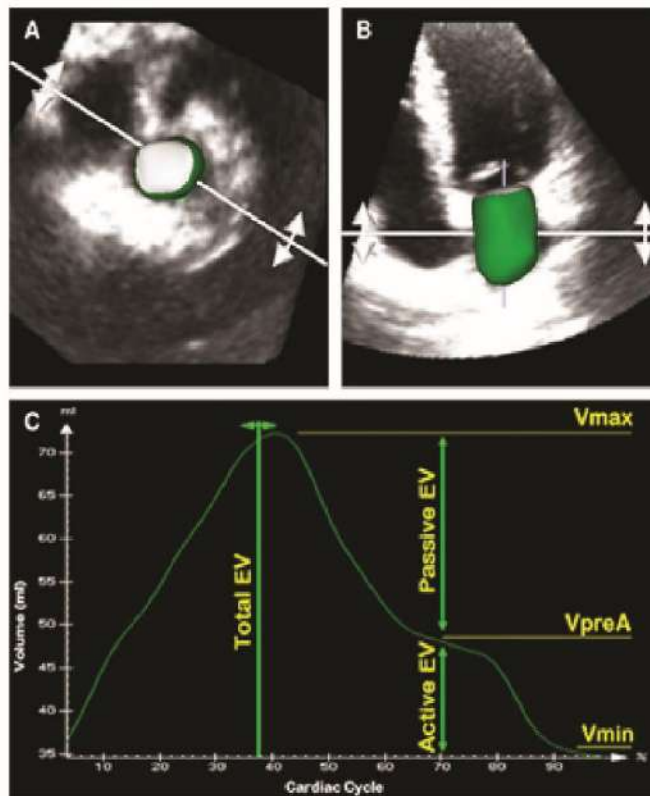 A
B
C
ml
Vmax
70
65
60
55
50
45
40
35
Volume (ml)
Total EV
Passive EV
VpreA
Active EV
Vmin
10 20 30 40 50 60 70 80 90 %
Cardiac Cycle